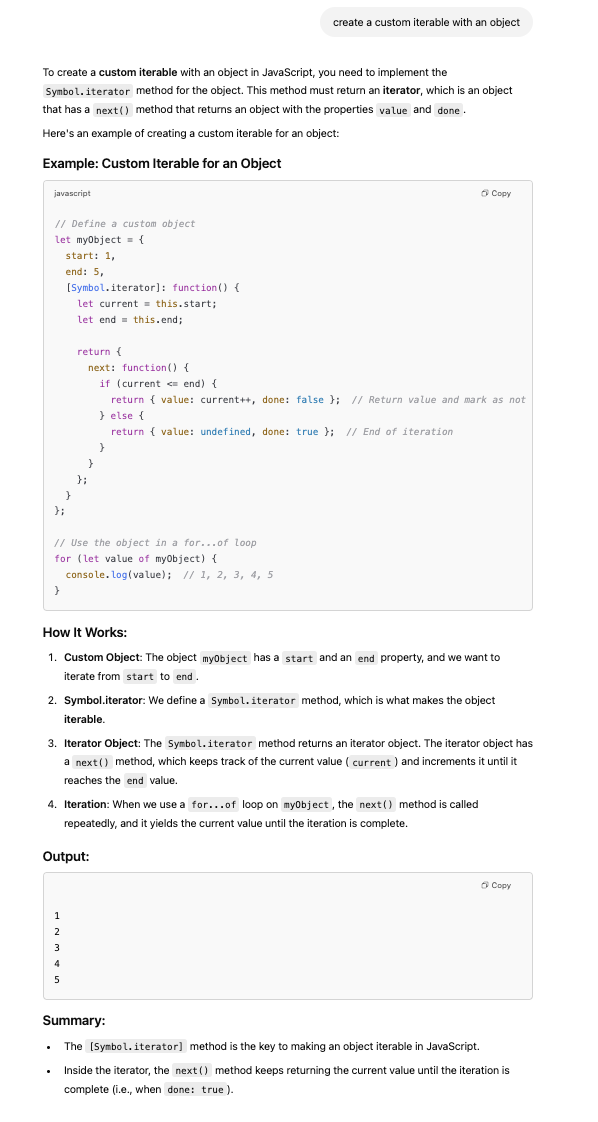 create a custom iterable with an object
To create a custom iterable with an object in JavaScript, you need to implement the
Symbol.iterator method for the object. This method must return an iterator, which is an object
that has a next() method that returns an object with the properties value and done .
Here's an example of creating a custom iterable for an object:
Example: Custom Iterable for an Object
javascript
Copy
// Define a custom object
let myObject = {
  start: 1,
  end: 5,
  [Symbol.iterator]: function() {
    let current = this.start;
    let end = this.end;
    return {
      next: function() {
        if (current <= end) {
          return { value: current++, done: false };  // Return value and mark as not
        } else {
          return { value: undefined, done: true };  // End of iteration
        }
      }
    };
  }
};
// Use the object in a for...of loop
for (let value of myObject) {
  console.log(value);  // 1, 2, 3, 4, 5
}
How It Works:
1. Custom Object: The object myObject has a start and an end property, and we want to
iterate from start to end .
2. Symbol.iterator: We define a Symbol.iterator method, which is what makes the object
iterable.
3. Iterator Object: The Symbol.iterator method returns an iterator object. The iterator object has
a next() method, which keeps track of the current value ( current ) and increments it until it
reaches the end value.
4. Iteration: When we use a for...of loop on myObject , the next() method is called
repeatedly, and it yields the current value until the iteration is complete.
Output:
Copy
1
2
3
4
5
Summary:
• The [Symbol.iterator] method is the key to making an object iterable in JavaScript.
• Inside the iterator, the next() method keeps returning the current value until the iteration is
complete (i.e., when done: true ).